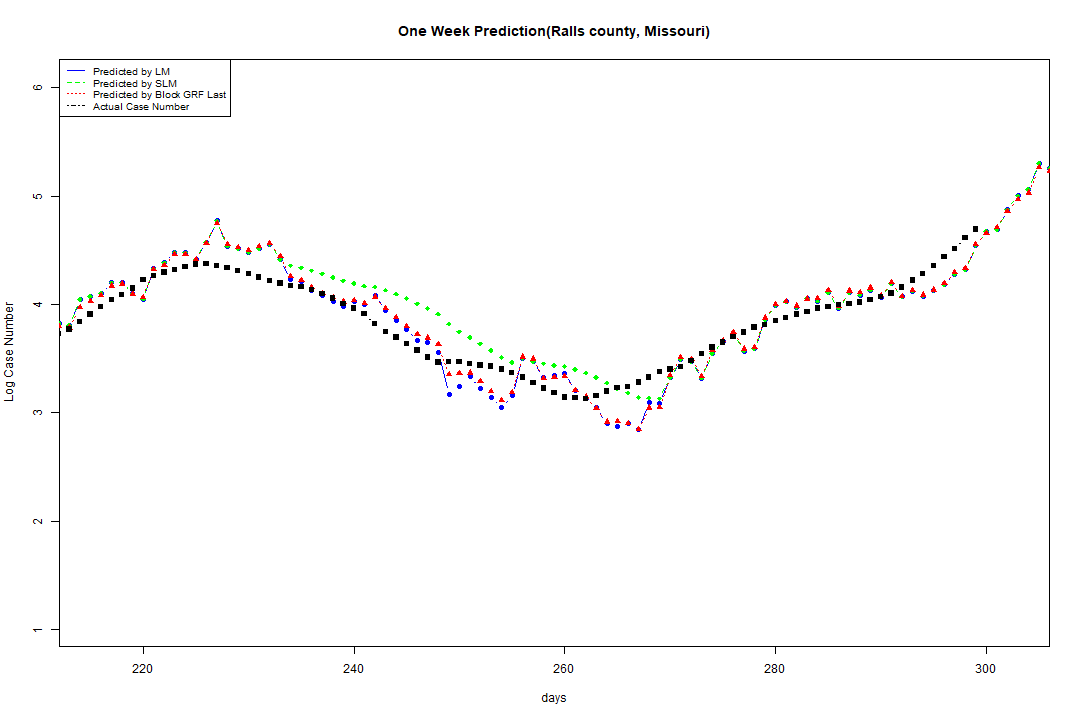 One Week Prediction(Ralls county, Missouri)
Predicted by LM
Predicted by SLM
Predicted by Block GRF Last
Actual Case Number
6
5
4
3
2
1
Log Case Number
220 240 260 280 300
days